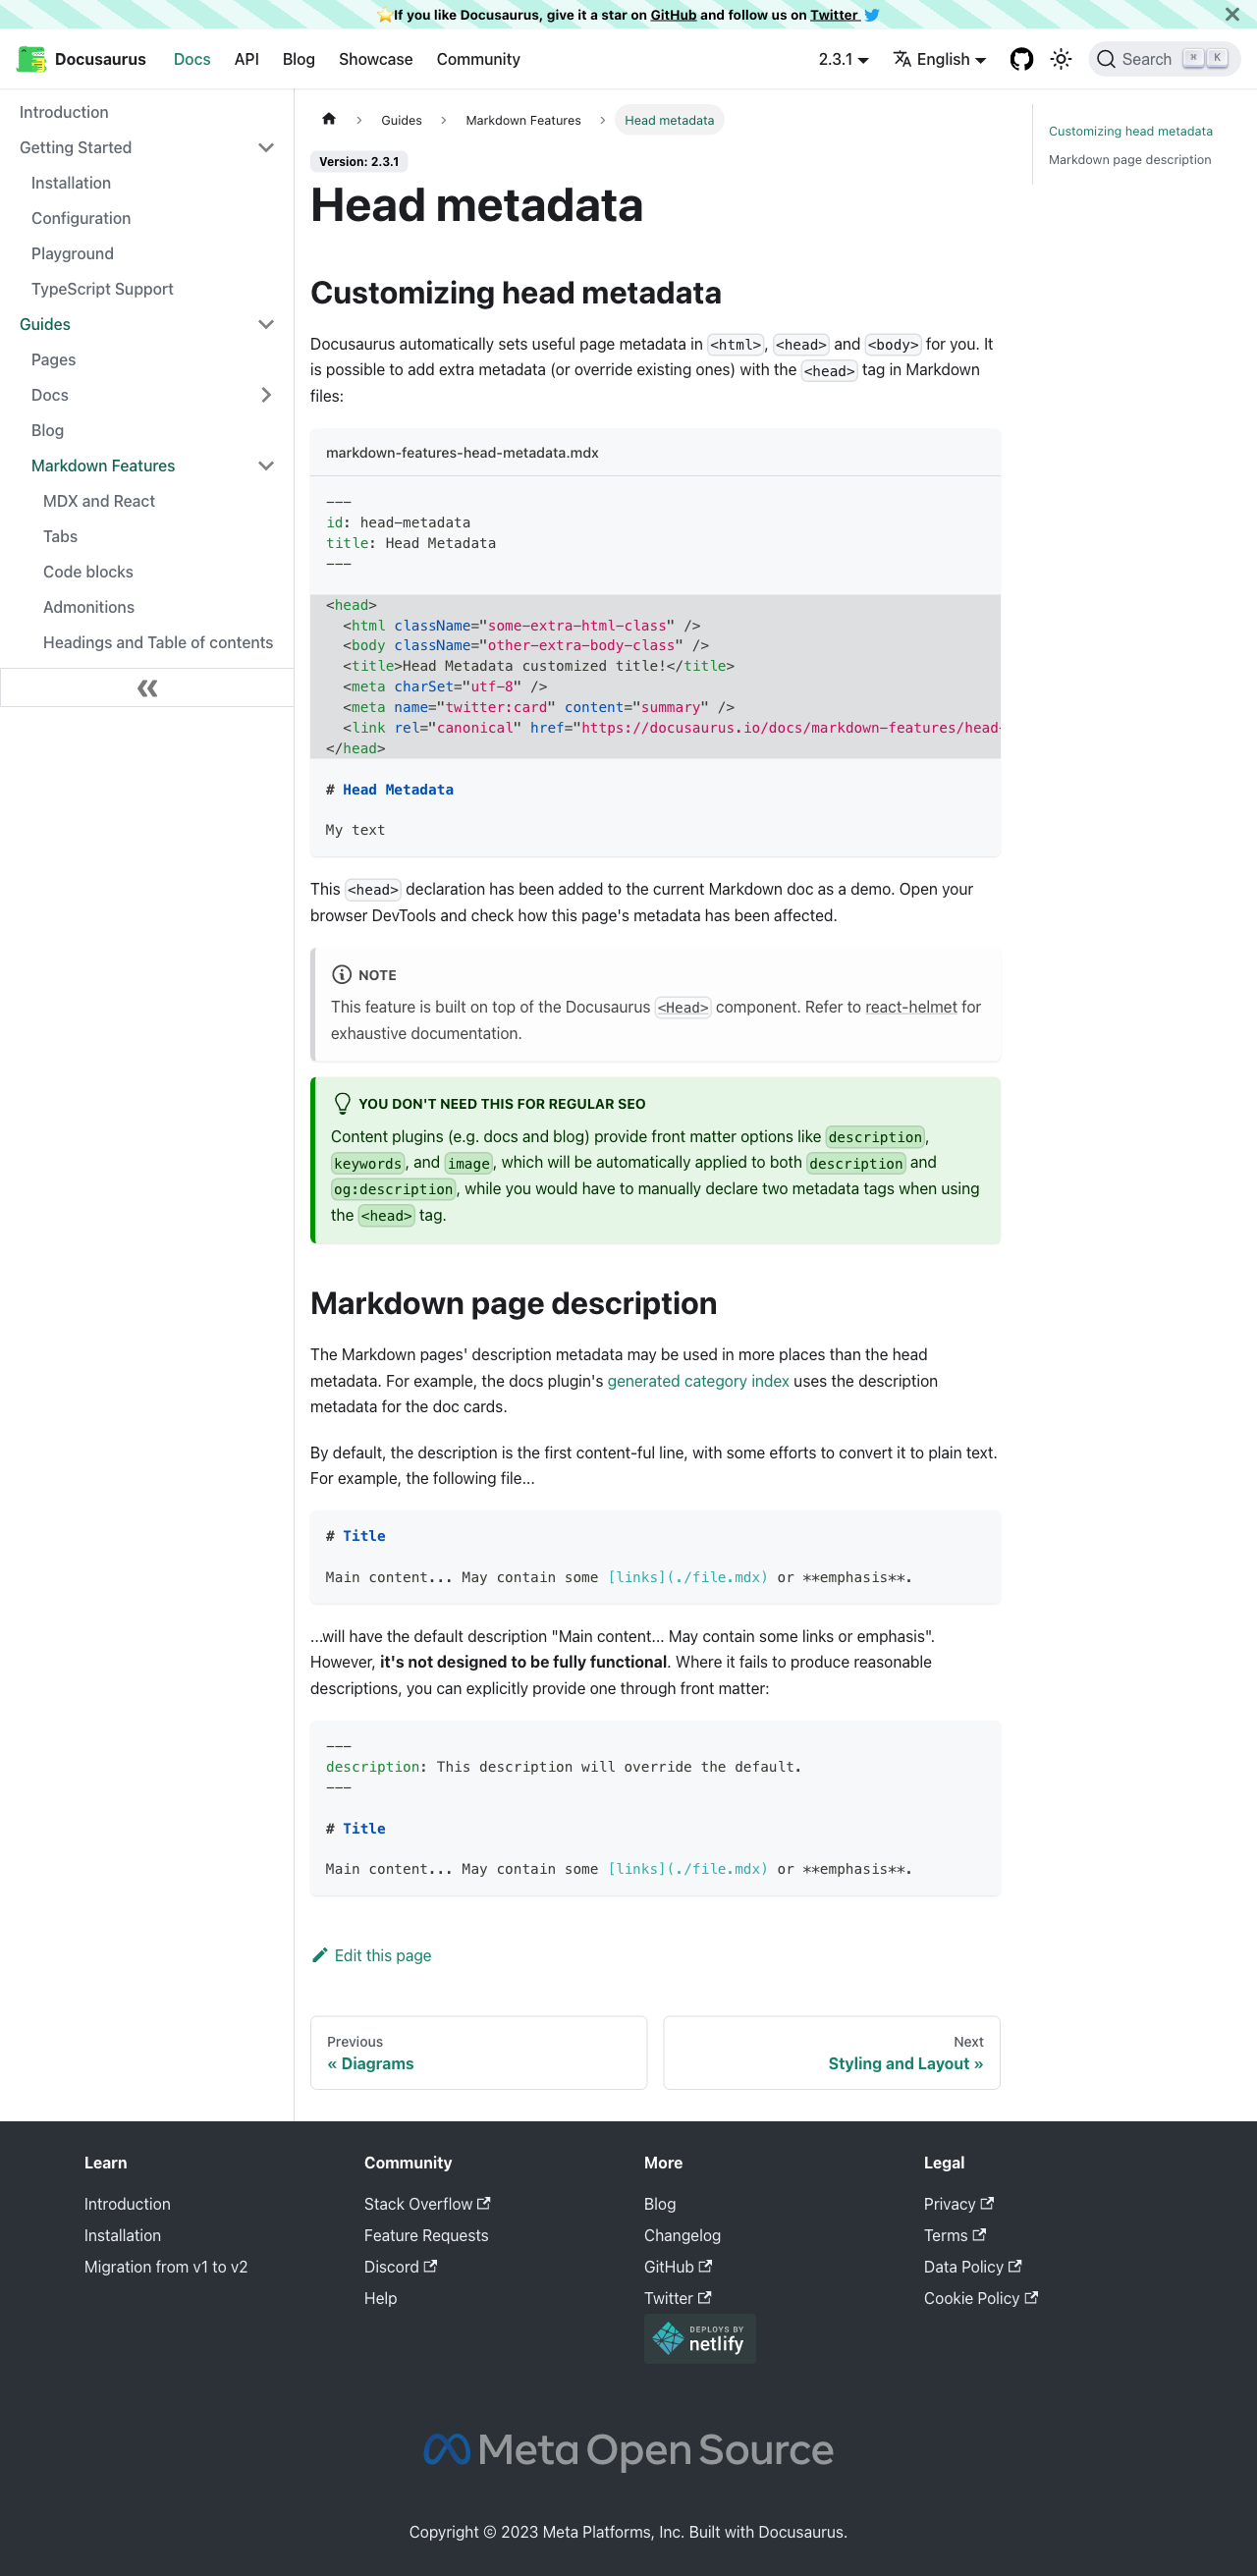 ⭐️If you like Docusaurus, give it a star on GitHub and follow us on Twitter
Docusaurus Docs API Blog Showcase Community 2.3.1 English Search ⌘ K
Introduction
Getting Started
Installation
Configuration
Playground
TypeScript Support
Guides
Pages
Docs
Blog
Markdown Features
MDX and React
Tabs
Code blocks
Admonitions
Headings and Table of contents
Guides > Markdown Features > Head metadata
Version: 2.3.1
Head metadata
Customizing head metadata
Docusaurus automatically sets useful page metadata in <html>, <head> and <body> for you. It
is possible to add extra metadata (or override existing ones) with the <head> tag in Markdown
files:
markdown-features-head-metadata.mdx
---
id: head-metadata
title: Head Metadata
---
<head>
  <html className="some-extra-html-class" />
  <body className="other-extra-body-class" />
  <title>Head Metadata customized title!</title>
  <meta charSet="utf-8" />
  <meta name="twitter:card" content="summary" />
  <link rel="canonical" href="https://docusaurus.io/docs/markdown-features/head-
</head>
# Head Metadata
My text
This <head> declaration has been added to the current Markdown doc as a demo. Open your
browser DevTools and check how this page's metadata has been affected.
NOTE
This feature is built on top of the Docusaurus <Head> component. Refer to react-helmet for
exhaustive documentation.
YOU DON'T NEED THIS FOR REGULAR SEO
Content plugins (e.g. docs and blog) provide front matter options like description,
keywords, and image, which will be automatically applied to both description and
og:description, while you would have to manually declare two metadata tags when using
the <head> tag.
Markdown page description
The Markdown pages' description metadata may be used in more places than the head
metadata. For example, the docs plugin's generated category index uses the description
metadata for the doc cards.
By default, the description is the first content-ful line, with some efforts to convert it to plain text.
For example, the following file...
# Title
Main content... May contain some [links](./file.mdx) or **emphasis**.
...will have the default description "Main content... May contain some links or emphasis".
However, it's not designed to be fully functional. Where it fails to produce reasonable
descriptions, you can explicitly provide one through front matter:
---
description: This description will override the default.
---
# Title
Main content... May contain some [links](./file.mdx) or **emphasis**.
Edit this page
Previous
« Diagrams
Next
Styling and Layout »
Customizing head metadata
Markdown page description
Learn
Introduction
Installation
Migration from v1 to v2
Community
Stack Overflow
Feature Requests
Discord
Help
More
Blog
Changelog
GitHub
Twitter
DEPLOYS BY
netlify
Legal
Privacy
Terms
Data Policy
Cookie Policy
Meta Open Source
Copyright © 2023 Meta Platforms, Inc. Built with Docusaurus.